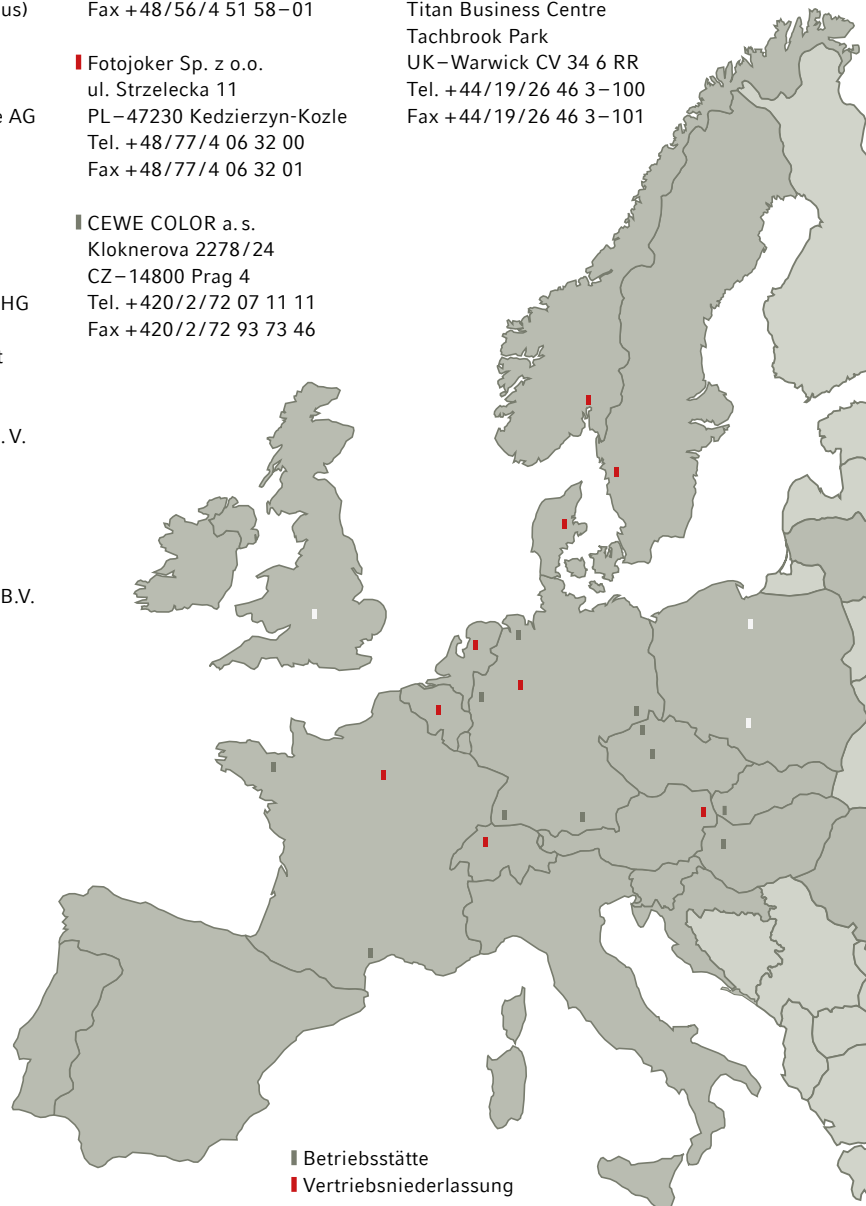 us)
e AG
HG
t
. V.
B.V.
Fax +48/56/4 51 58–01
Fotojoker Sp. z o.o.
ul. Strzelecka 11
PL–47230 Kedzierzyn-Kozle
Tel. +48/77/4 06 32 00
Fax +48/77/4 06 32 01
CEWE COLOR a. s.
Kloknerova 2278/24
CZ–14800 Prag 4
Tel. +420/2/72 07 11 11
Fax +420/2/72 93 73 46
Titan Business Centre
Tachbrook Park
UK–Warwick CV 34 6 RR
Tel. +44/19/26 46 3–100
Fax +44/19/26 46 3–101
Betriebsstätte
Vertriebsniederlassung